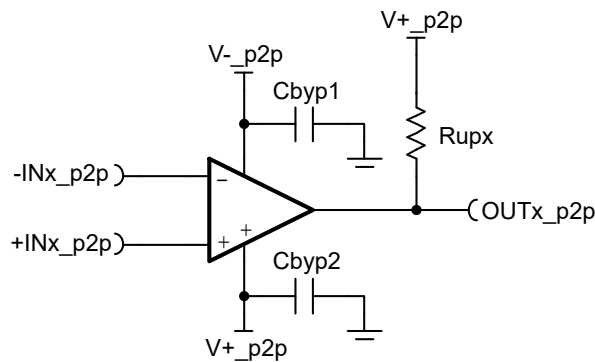 V+_p2p
V-_p2p
Cbyp1
Rupx
-INx_p2p
−
OUTx_p2p
+INx_p2p
+
+
Cbyp2
V+_p2p